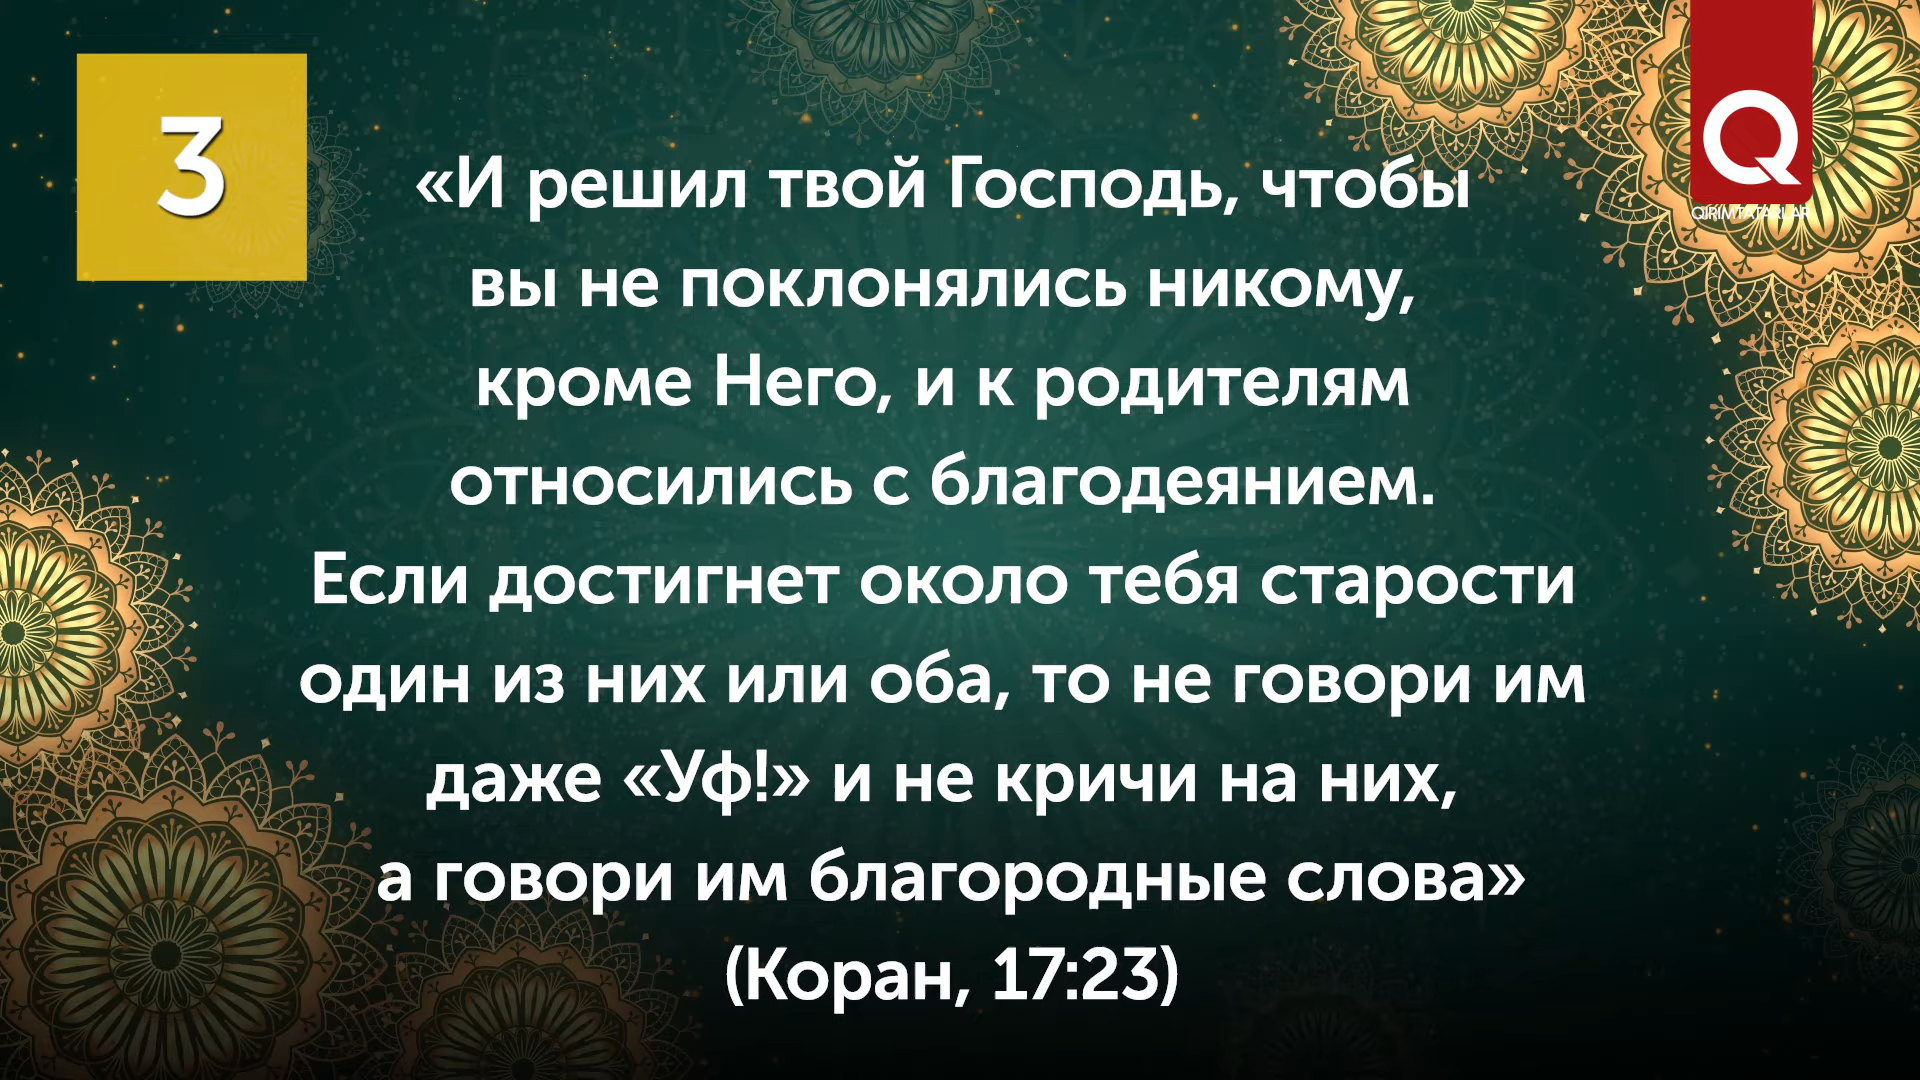 3
«И решил твой Господь, чтобы
вы не поклонялись никому,
кроме Него, и к родителям
относились с благодеянием.
Если достигнет около тебя старости
один из них или оба, то не говори им
даже «Уф!» и не кричи на них,
а говори им благородные слова»
(Коран, 17:23)
Q
QIRIMTATARLAR